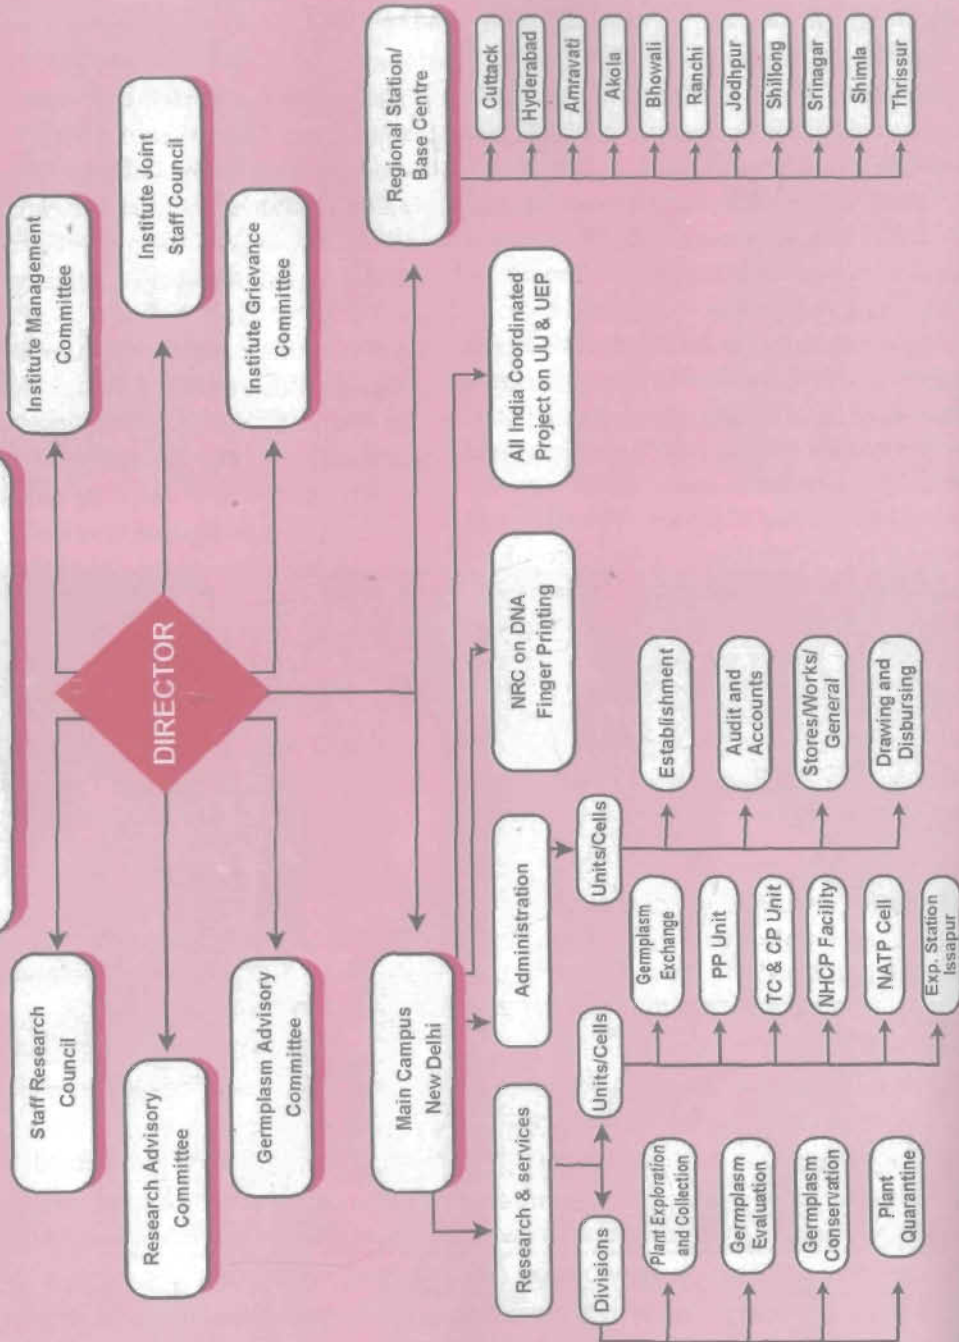 Staff Research
Council
Research Advisory
Committee
Germplasm Advisory
Committee
DIRECTOR
Institute Management
Committee
Institute Joint
Staff Council
Institute Grievance
Committee
Main Campus
New Delhi
Regional Station/
Base Centre
Research & services
Administration
NRC on DNA
Finger Printing
All India Coordinated
Project on UU & UEP
Divisions
Plant Exploration
and Collection
Germplasm
Evaluation
Germplasm
Conservation
Plant
Quarantine
Units/Cells
Germplasm
Exchange
PP Unit
TC & CP Unit
NHCP Facility
NATP Cell
Exp. Station
Issapur
Units/Cells
Establishment
Audit and
Accounts
Stores/Works/
General
Drawing and
Disbursing
Cuttack
Hyderabad
Amravati
Akola
Bhowali
Ranchi
Jodhpur
Shillong
Srinagar
Shimla
Thrissur